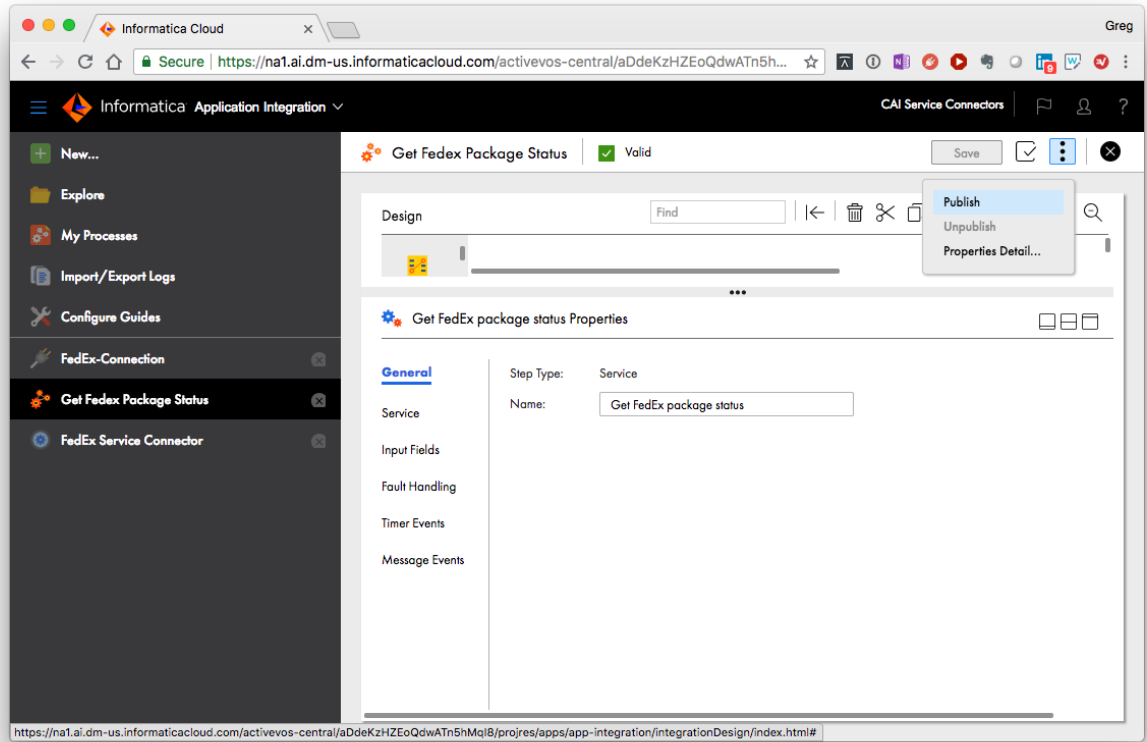 Informatica Cloud
Greg
Secure | https://na1.ai.dm-us.informaticacloud.com/activevos-central/aDdeKzHZEoQdwATn5h...
9
Informatica Application Integration
CAI Service Connectors
?
New...
Explore
My Processes
Import/Export Logs
Configure Guides
FedEx-Connection
Get Fedex Package Status
FedEx Service Connector
Get Fedex Package Status
Valid
Save
Publish
Unpublish
Properties Detail...
Design
Find
Get FedEx package status Properties
General
Service
Input Fields
Fault Handling
Timer Events
Message Events
Step Type: Service
Name: Get FedEx package status
https://na1.ai.dm-us.informaticacloud.com/activevos-central/aDdeKzHZEoQdwATn5hMqI8/projres/apps/app-integration/integrationDesign/index.html#